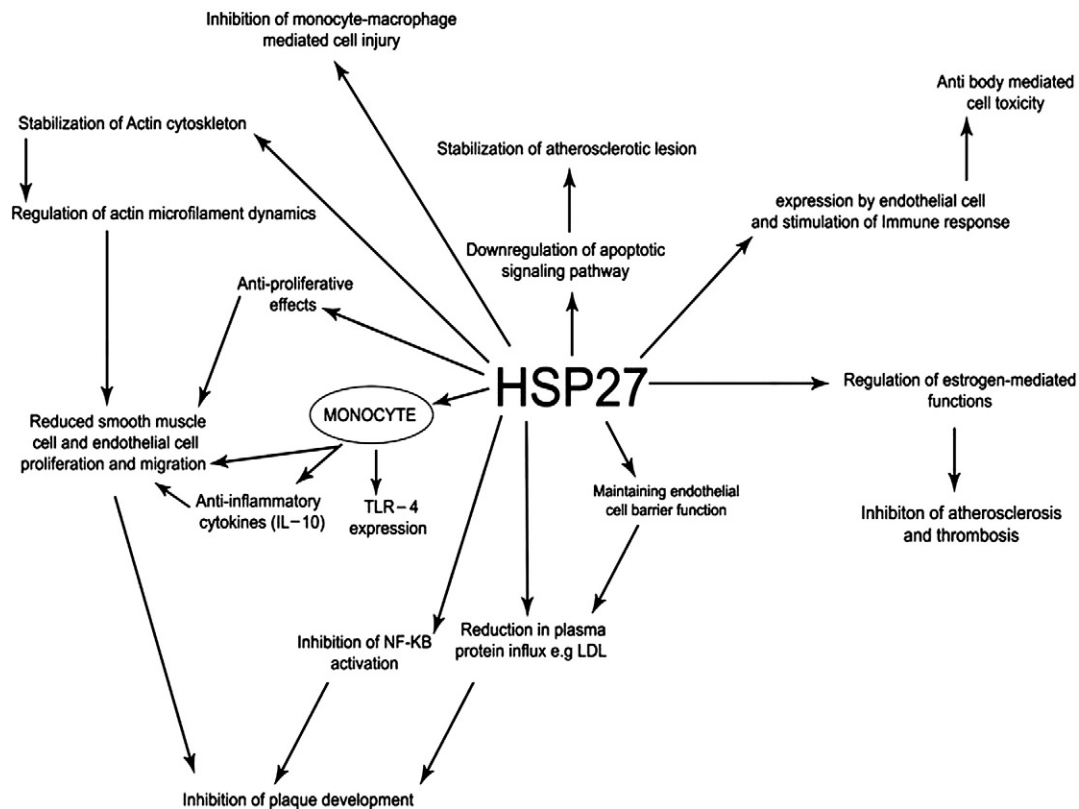 Inhibition of monocyte-macrophage
mediated cell injury
Anti body mediated
cell toxicity
Stabilization of Actin cytoskleton
Stabilization of atherosclerotic lesion
Regulation of actin microfilament dynamics
expression by endothelial cell
and stimulation of Immune response
Downregulation of apoptotic
signaling pathway
Anti-proliferative
effects
HSP27
Regulation of estrogen-mediated
functions
MONOCYTE
Reduced smooth muscle
cell and endothelial cell
proliferation and migration
Anti-inflammatory
cytokines (IL-10)
TLR-4
expression
Maintaining endothelial
cell barrier function
Inhibiton of atherosclerosis
and thrombosis
Inhibition of NF-KB
activation
Reduction in plasma
protein influx e.g LDL
Inhibition of plaque development